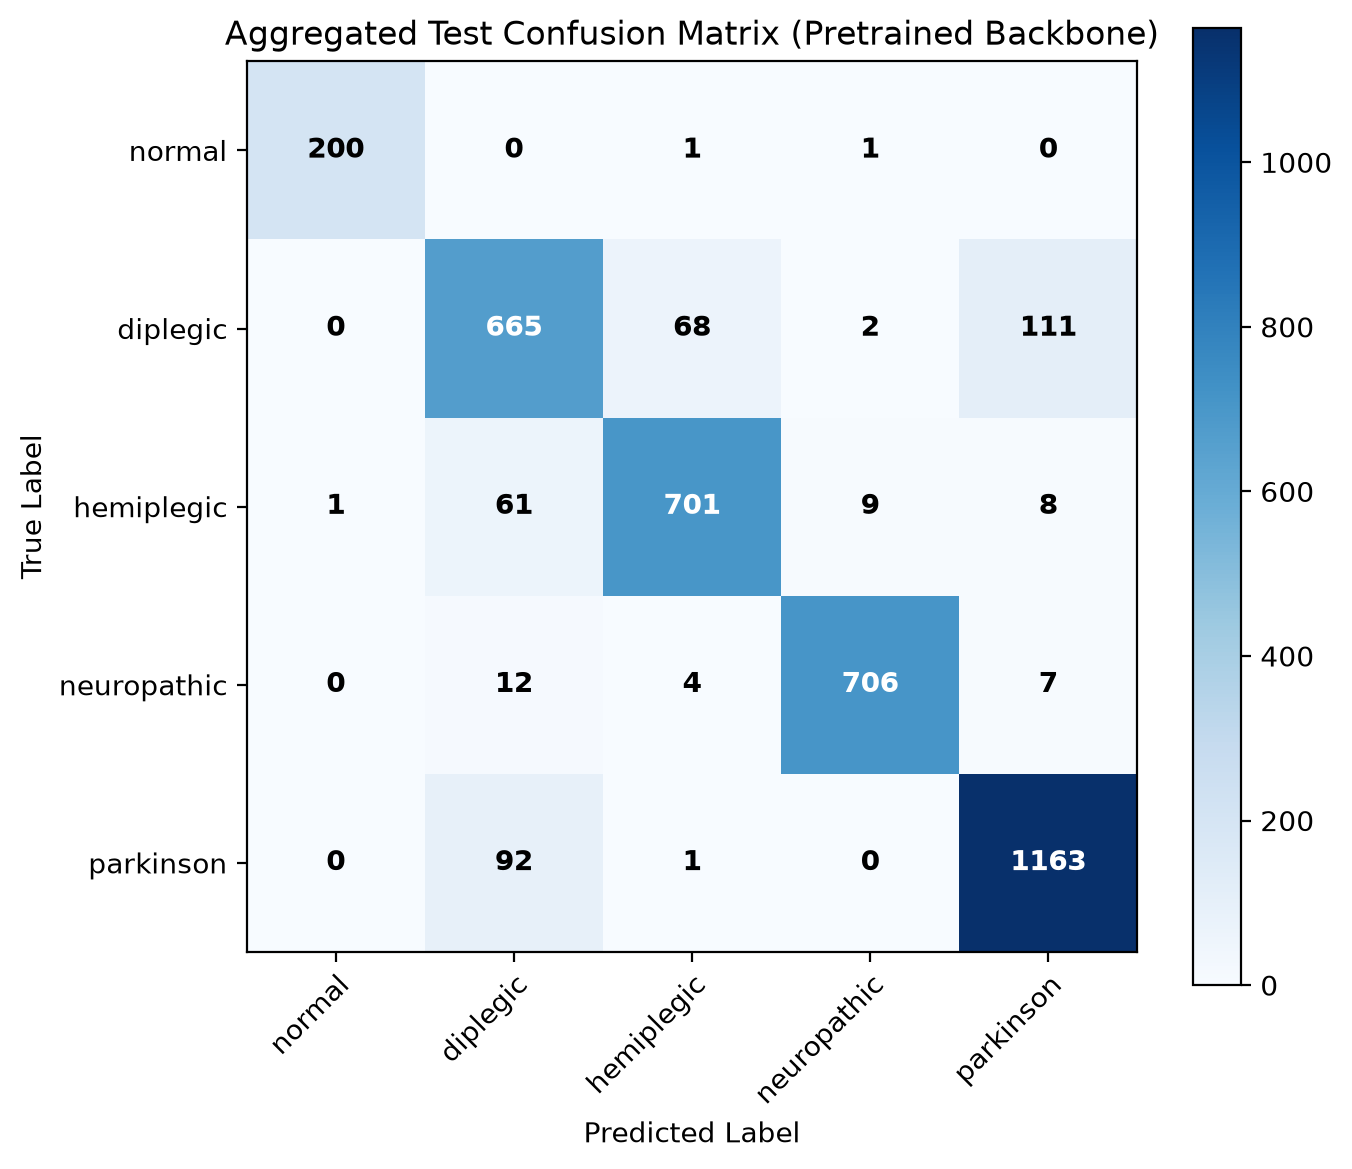 Aggregated Test Confusion Matrix (Pretrained Backbone)
normal 200 0 1 1 0
diplegic 0 665 68 2 111
hemiplegic 1 61 701 9 8
neuropathic 0 12 4 706 7
parkinson 0 92 1 0 1163
True Label
normal diplegic hemiplegic neuropathic parkinson
Predicted Label
1000
800
600
400
200
0